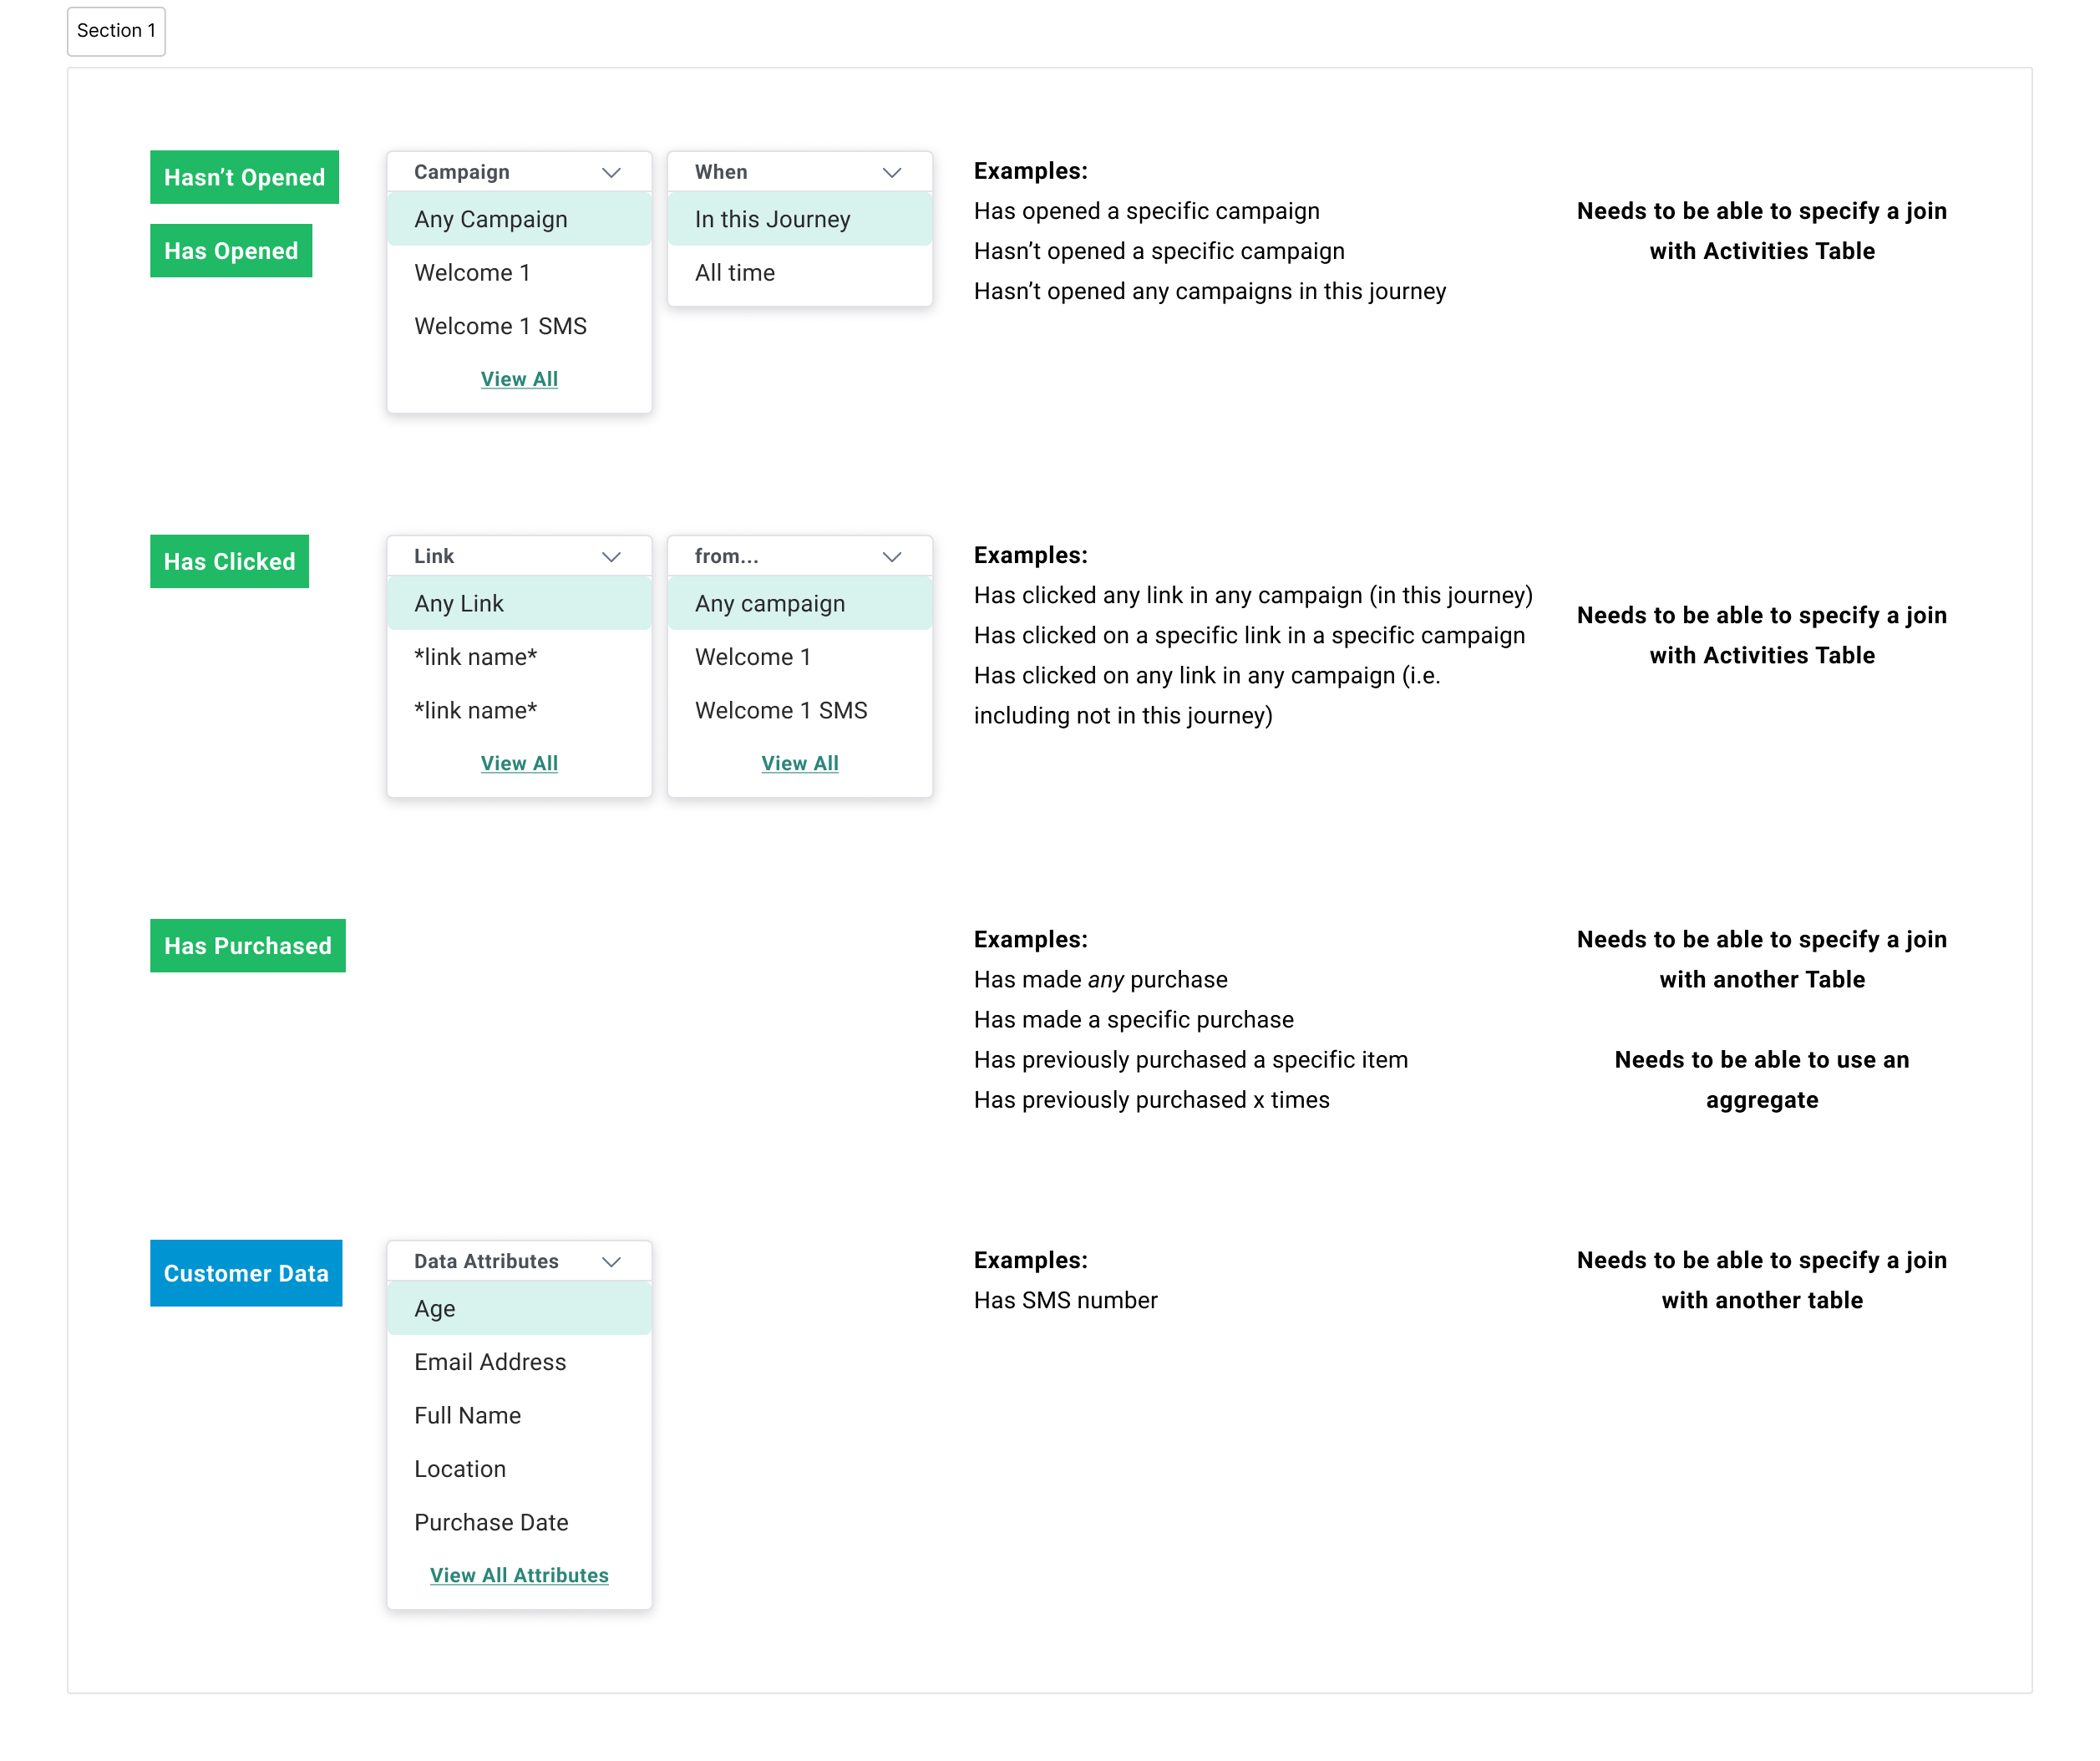 Section 1
Hasn’t Opened
Has Opened
Campaign
Any Campaign
Welcome 1
Welcome 1 SMS
View All
When
In this Journey
All time
Examples:
Has opened a specific campaign
Hasn’t opened a specific campaign
Hasn’t opened any campaigns in this journey
Needs to be able to specify a join
with Activities Table
Has Clicked
Link
Any Link
*link name*
*link name*
View All
from...
Any campaign
Welcome 1
Welcome 1 SMS
View All
Examples:
Has clicked any link in any campaign (in this journey)
Has clicked on a specific link in a specific campaign
Has clicked on any link in any campaign (i.e.
including not in this journey)
Needs to be able to specify a join
with Activities Table
Has Purchased
Examples:
Has made any purchase
Has made a specific purchase
Has previously purchased a specific item
Has previously purchased x times
Needs to be able to specify a join
with another Table
Needs to be able to use an
aggregate
Customer Data
Data Attributes
Age
Email Address
Full Name
Location
Purchase Date
View All Attributes
Examples:
Has SMS number
Needs to be able to specify a join
with another table